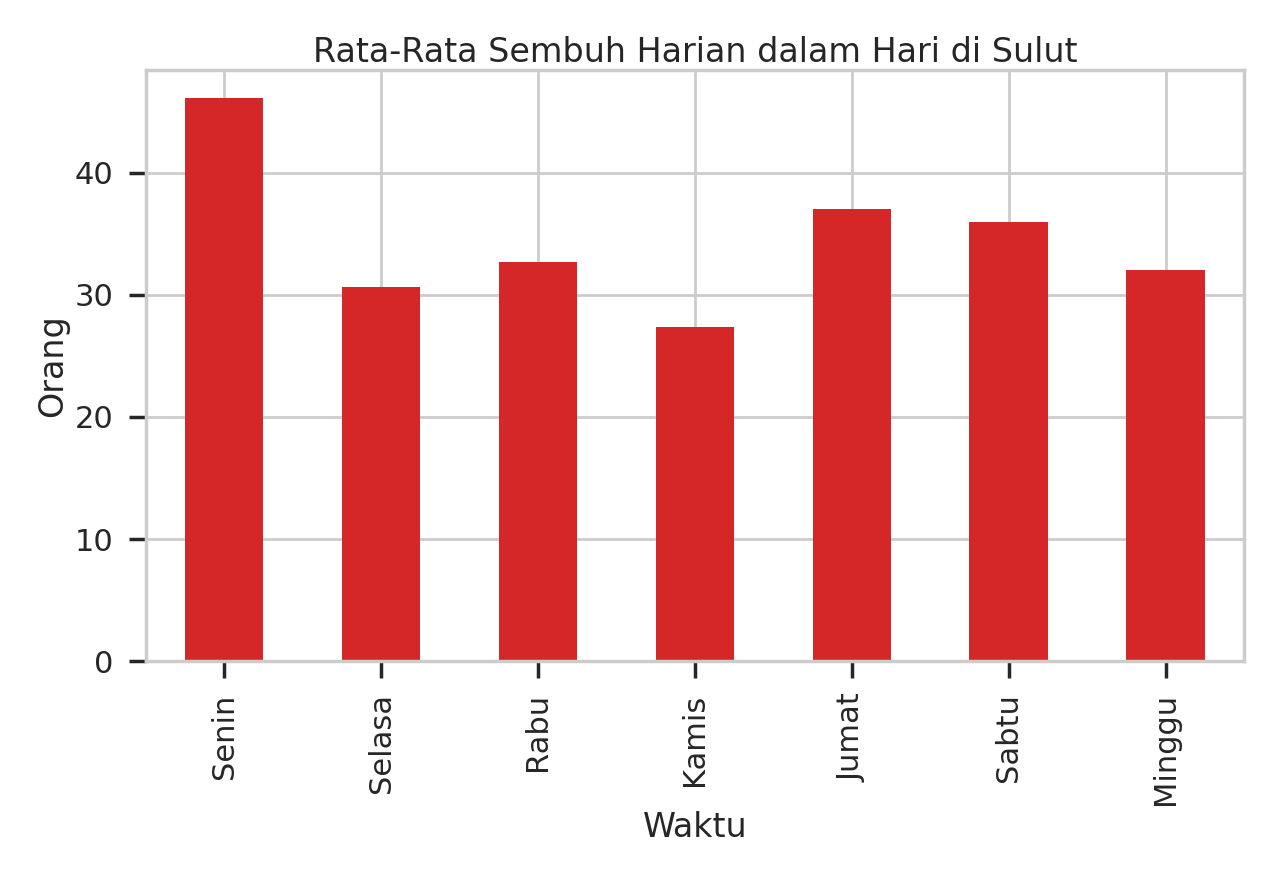 Rata-Rata Sembuh Harian dalam Hari di Sulut
Orang
40
30
20
10
0
Senin
Selasa
Rabu
Kamis
Jumat
Sabtu
Minggu
Waktu